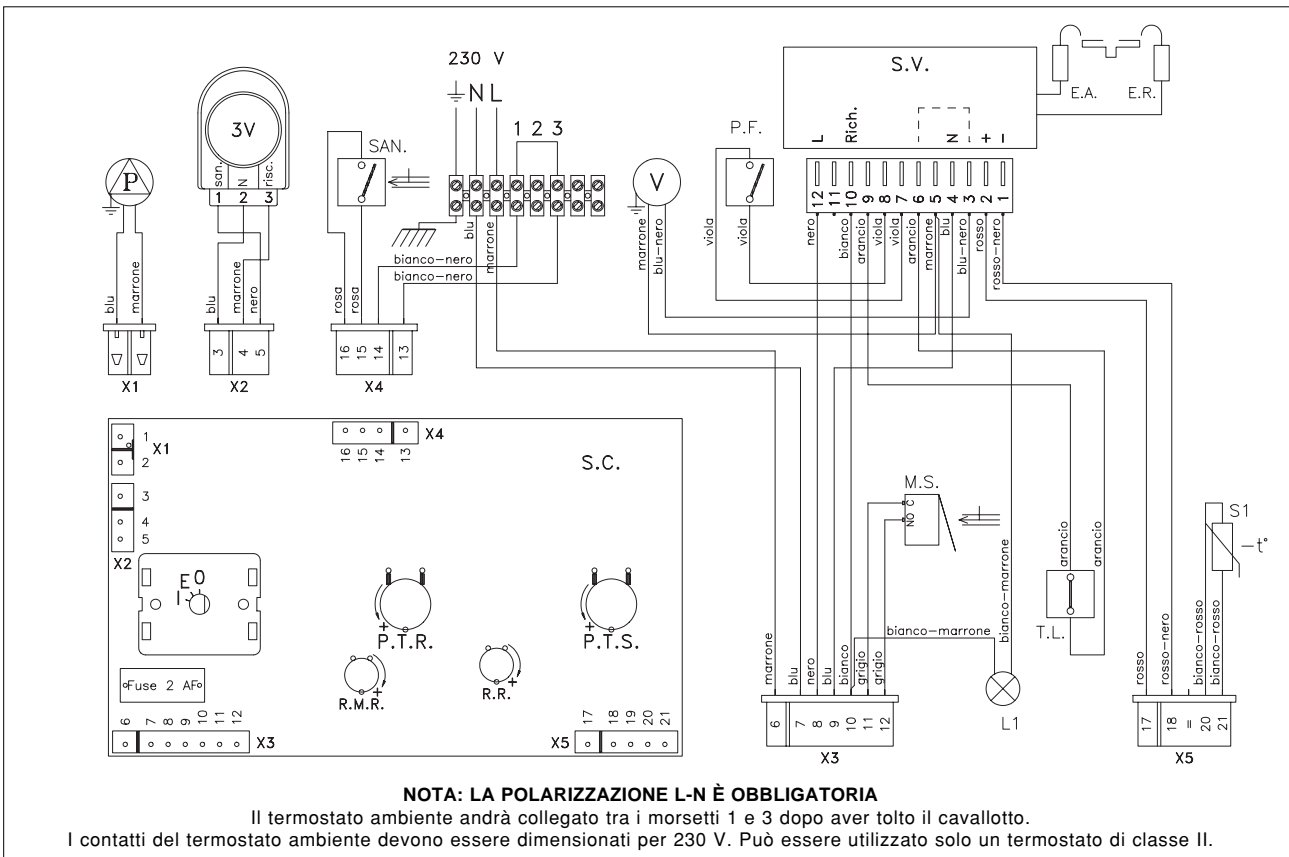 230 V
N L
1 2 3
3V
san.
N
risc.
1 2 3
P
SAN.
P.F.
V
S.V.
E.A.
E.R.
L
Rich.
N
+
−
12 11 10 9 8 7 6 5 4 3 2 1
nero
bianco
arancio
viola
viola
arancio
marrone
blu
blu-nero
rosso
rosso-nero
viola
viola
marrone
blu-nero
blu
marrone
bianco-nero
bianco-nero
blu
marrone
blu
marrone
nero
rosa
rosa
3 4 5
16 15 14 13
X1
X2
X4
1
2
X1
3
4
5
X2
16 15 14 13
X4
S.C.
I E O
P.T.R.
+
P.T.S.
+
R.M.R.
+
R.R.
+
Fuse 2 AF
6 7 8 9 10 11 12
X3
X5
17 18 19 20 21
M.S.
C
NO
marrone
blu
nero
blu
bianco
grigio
grigio
bianco-marrone
bianco-marrone
L1
arancio
arancio
T.L.
S1
−t°
rosso
rosso-nero
bianco-rosso
bianco-rosso
6 7 8 9 10 11 12
X3
17 18 = 20 21
X5
NOTA: LA POLARIZZAZIONE L-N È OBBLIGATORIA
Il termostato ambiente andrà collegato tra i morsetti 1 e 3 dopo aver tolto il cavallotto.
I contatti del termostato ambiente devono essere dimensionati per 230 V. Può essere utilizzato solo un termostato di classe II.